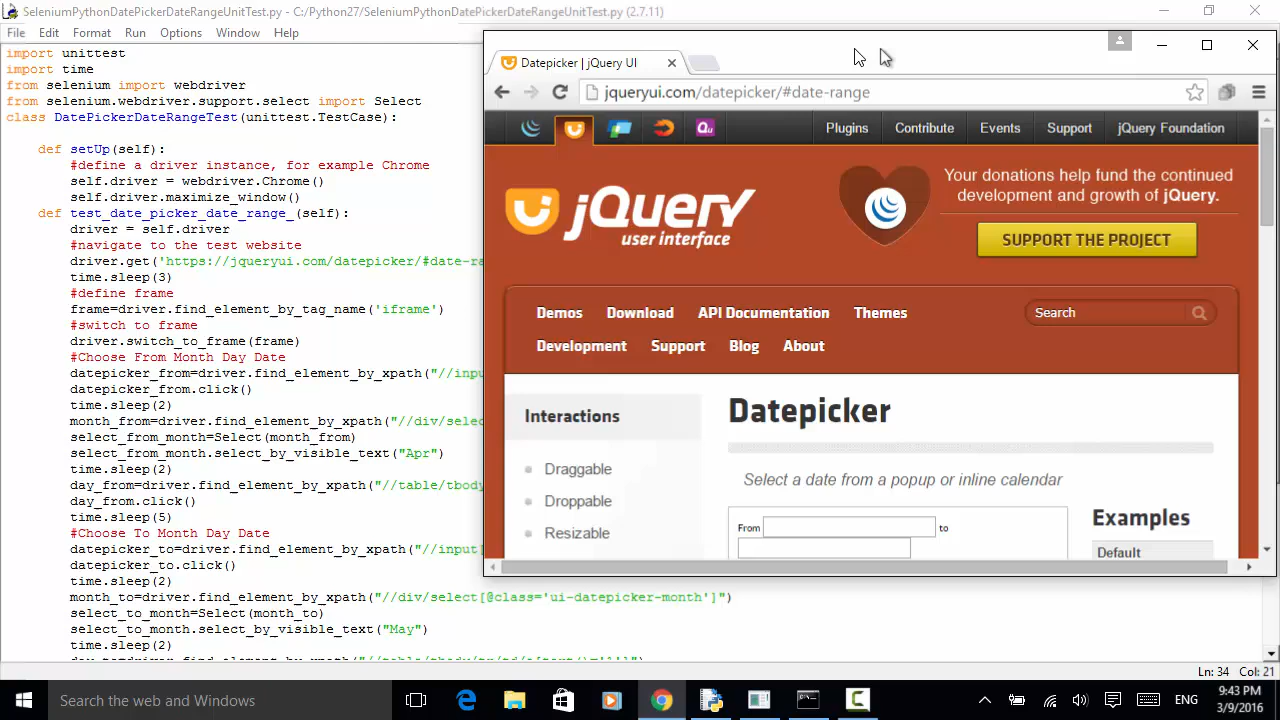 SeleniumPythonDatePickerDateRangeUnitTest.py - C:/Python27/SeleniumPythonDatePickerDateRangeUnitTest.py (2.7.11)
File Edit Format Run Options Window Help
import unittest
import time
from selenium import webdriver
from selenium.webdriver.support.select import Select
class DatePickerDateRangeTest(unittest.TestCase):
def setUp(self):
#define a driver instance, for example Chrome
self.driver = webdriver.Chrome()
self.driver.maximize_window()
def test_date_picker_date_range_(self):
driver = self.driver
#navigate to the test website
driver.get('https://jqueryui.com/datepicker/#date-ra
time.sleep(3)
#define frame
frame=driver.find_element_by_tag_name('iframe')
#switch to frame
driver.switch_to_frame(frame)
#Choose From Month Day Date
datepicker_from=driver.find_element_by_xpath("//inpu
datepicker_from.click()
time.sleep(2)
month_from=driver.find_element_by_xpath("//div/selec
select_from_month=Select(month_from)
select_from_month.select_by_visible_text("Apr")
time.sleep(2)
day_from=driver.find_element_by_xpath("//table/tbody
day_from.click()
time.sleep(5)
#Choose To Month Day Date
datepicker_to=driver.find_element_by_xpath("//input[
datepicker_to.click()
time.sleep(2)
month_to=driver.find_element_by_xpath("//div/select[@class='ui-datepicker-month']")
select_to_month=Select(month_to)
select_to_month.select_by_visible_text("May")
time.sleep(2)
Datepicker | jQuery UI
jqueryui.com/datepicker/#date-range
Qu
Plugins Contribute Events Support jQuery Foundation
jQuery
user interface
Your donations help fund the continued
development and growth of jQuery.
SUPPORT THE PROJECT
Demos Download API Documentation Themes
Search
Development Support Blog About
Interactions
Draggable
Droppable
Resizable
Datepicker
Select a date from a popup or inline calendar
From to
Examples
Default
Ln: 34 Col: 21
Search the web and Windows
ENG
9:43 PM
3/9/2016